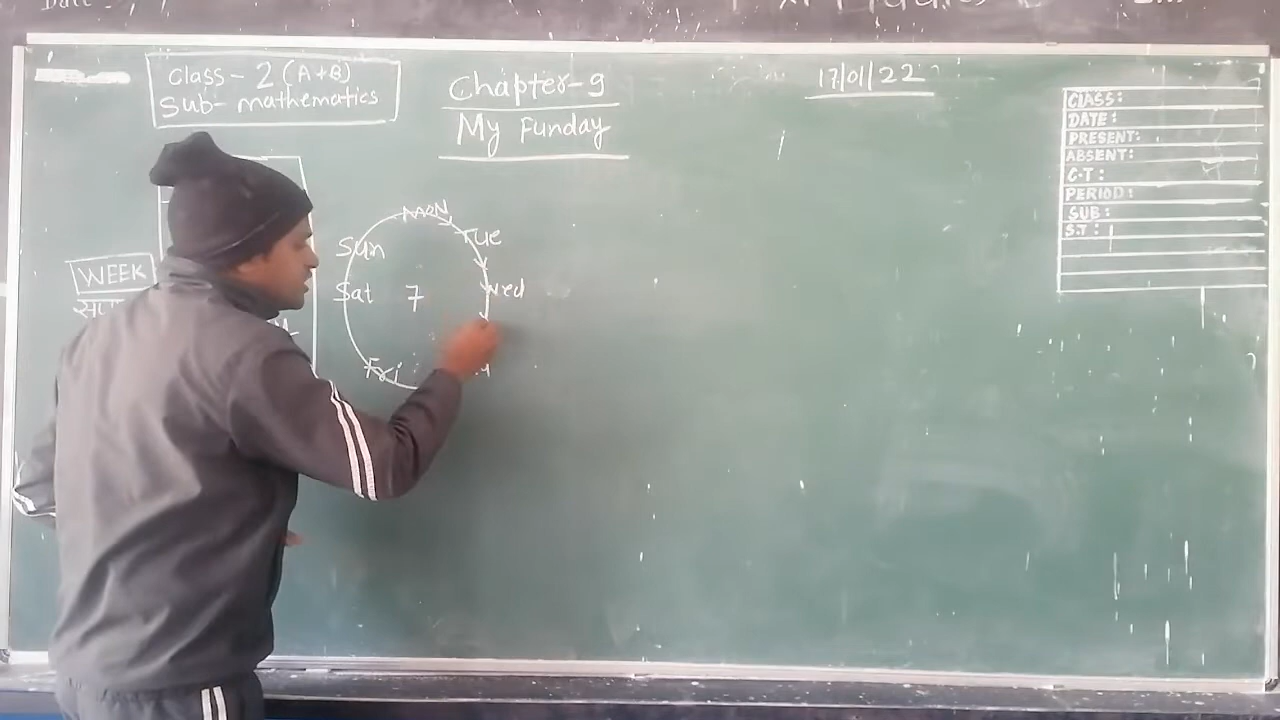 Date:
Class - 2 (A+B)
Sub- mathematics
Chapter-9
My Funday
17/01/22
CLASS:
DATE:
PRESENT:
ABSENT:
C.T:
PERIOD:
SUB:
S.T:
WEEK
MON
Tue
Wed
Fri
Sat
Sun
7